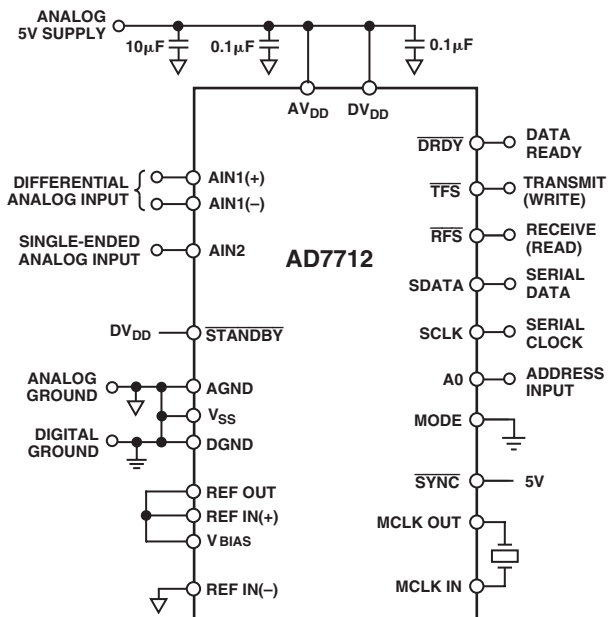 ANALOG
5V SUPPLY
10µF
0.1µF
0.1µF
AVDD
DVDD
DRDY
DATA
READY
DIFFERENTIAL
ANALOG INPUT
AIN1(+)
AIN1(–)
TFS
TRANSMIT
(WRITE)
SINGLE-ENDED
ANALOG INPUT
AIN2
AD7712
RFS
RECEIVE
(READ)
SDATA
SERIAL
DATA
DVDD
STANDBY
SCLK
SERIAL
CLOCK
ANALOG
GROUND
AGND
A0
ADDRESS
INPUT
VSS
MODE
DIGITAL
GROUND
DGND
SYNC
5V
REF OUT
REF IN(+)
VBIAS
MCLK OUT
REF IN(–)
MCLK IN